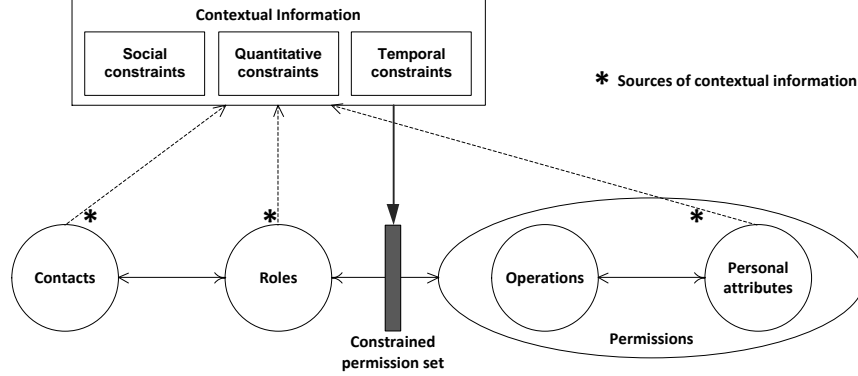 Contextual Information
Social
constraints
Quantitative
constraints
Temporal
constraints
* Sources of contextual information
*
*
*
Contacts
Roles
Operations
Personal
attributes
Permissions
Constrained
permission set